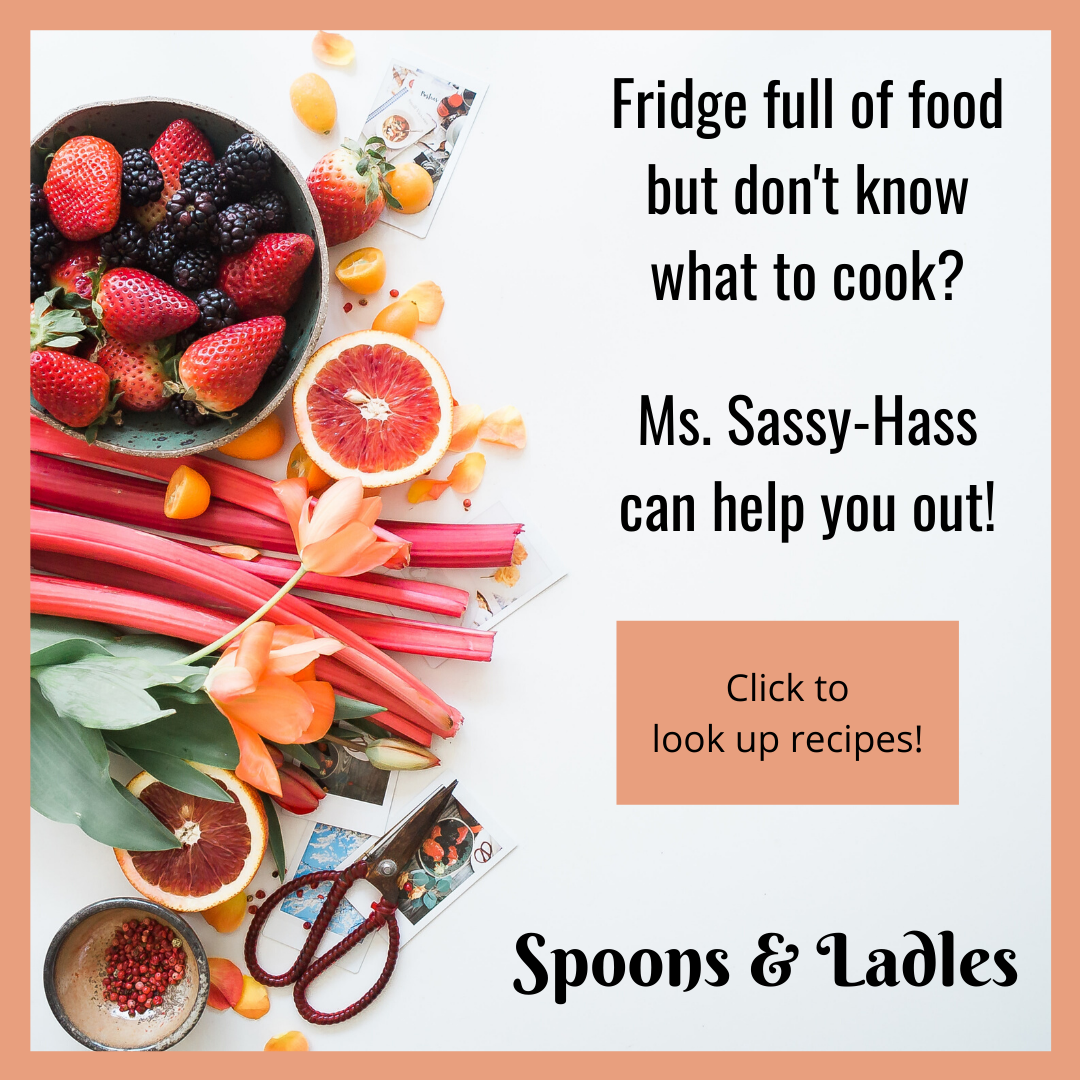 Fridge full of food
but don't know
what to cook?
Ms. Sassy-Hass
can help you out!
Click to
look up recipes!
Spoons & Ladles